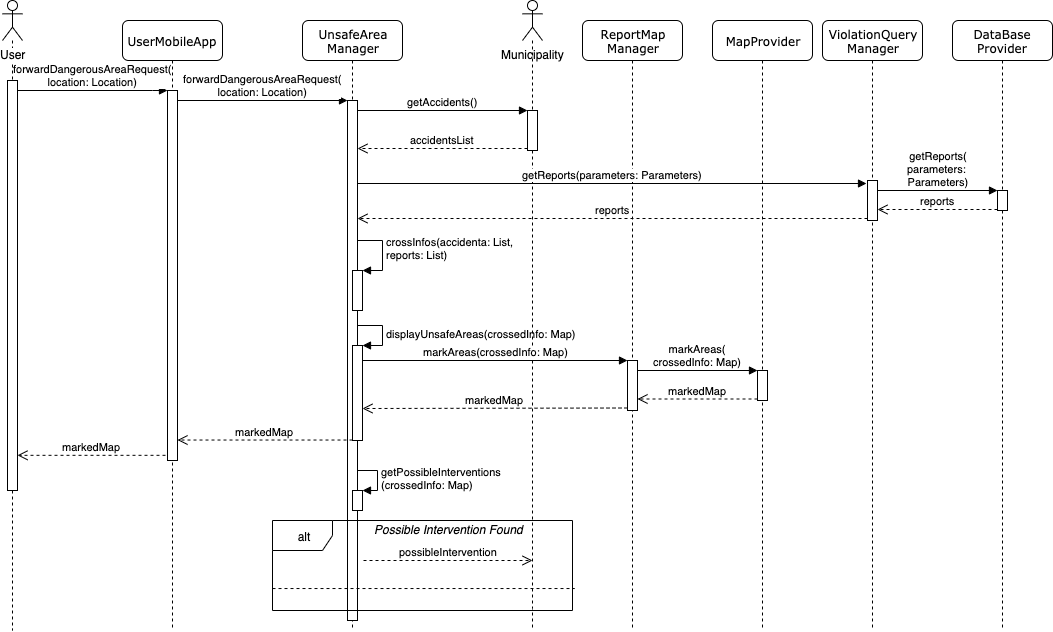 User
UserMobileApp
UnsafeArea
Manager
Municipality
ReportMap
Manager
MapProvider
ViolationQuery
Manager
DataBase
Provider
forwardDangerousAreaRequest(
location: Location)
forwardDangerousAreaRequest(
location: Location)
getAccidents()
accidentsList
getReports(parameters: Parameters)
getReports(
parameters:
Parameters)
reports
reports
crossInfos(accidenta: List,
reports: List)
displayUnsafeAreas(crossedInfo: Map)
markAreas(crossedInfo: Map)
markAreas(
crossedInfo: Map)
markedMap
markedMap
markedMap
markedMap
getPossibleInterventions
(crossedInfo: Map)
alt
Possible Intervention Found
possibleIntervention